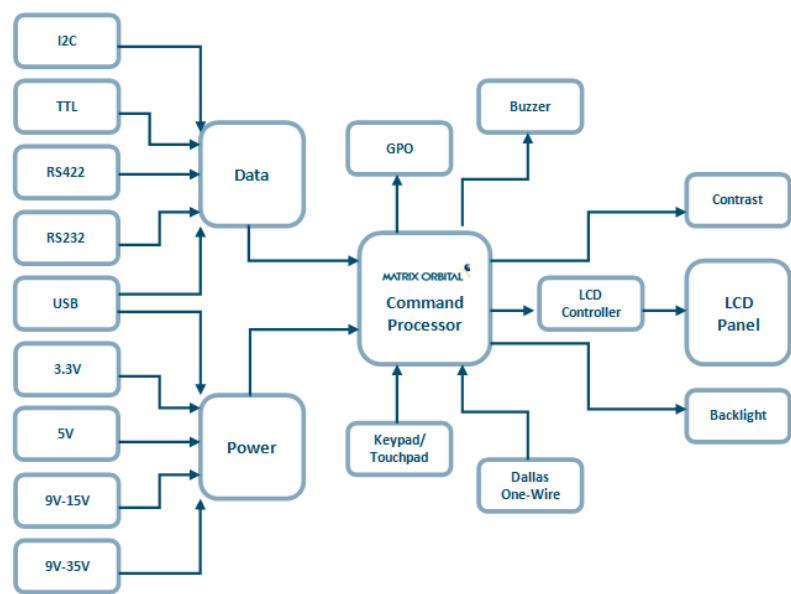 I2C
TTL
RS422
RS232
USB
3.3V
5V
9V-15V
9V-35V
Data
Power
GPO
Buzzer
MATRIX ORBITAL
Command
Processor
Keypad/
Touchpad
Dallas
One-Wire
Contrast
LCD
Controller
LCD
Panel
Backlight